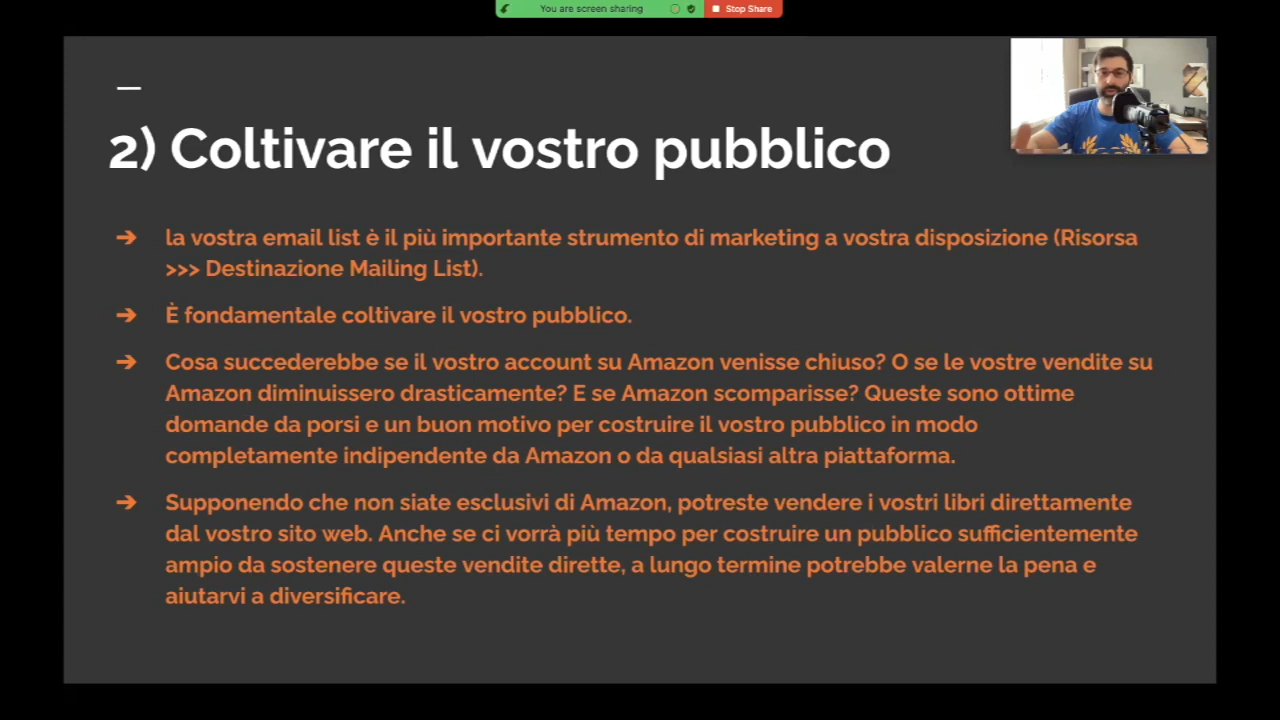 You are screen sharing
Stop Share
2) Coltivare il vostro pubblico
➔ la vostra email list è il più importante strumento di marketing a vostra disposizione (Risorsa
>>> Destinazione Mailing List).
➔ È fondamentale coltivare il vostro pubblico.
➔ Cosa succederebbe se il vostro account su Amazon venisse chiuso? O se le vostre vendite su
Amazon diminuissero drasticamente? E se Amazon scomparisse? Queste sono ottime
domande da porsi e un buon motivo per costruire il vostro pubblico in modo
completamente indipendente da Amazon o da qualsiasi altra piattaforma.
➔ Supponendo che non siate esclusivi di Amazon, potreste vendere i vostri libri direttamente
dal vostro sito web. Anche se ci vorrà più tempo per costruire un pubblico sufficientemente
ampio da sostenere queste vendite dirette, a lungo termine potrebbe valerne la pena e
aiutarvi a diversificare.